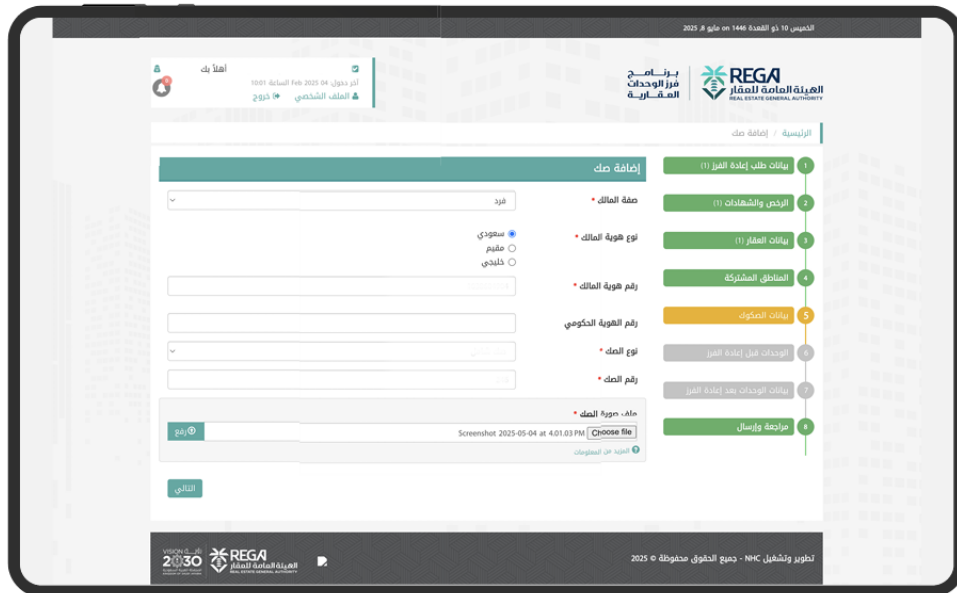 الخميس 10 ذو القعدة 1446 on مايو 8, 2025
برنامج
فرز الوحدات
العقارية
REGA
الهيئة العامة للعقار
REAL ESTATE GENERAL AUTHORITY
أهلاً بك
آخر دخول: 04 Feb 2025 الساعة 10:01
الملف الشخصي
خروج
الرئيسية / إضافة صك
1 بيانات طلب إعادة الفرز (1)
2 الرخص والشهادات (1)
3 بيانات العقار (1)
4 المناطق المشتركة
5 بيانات الصكوك
6 الوحدات قبل إعادة الفرز
7 بيانات الوحدات بعد إعادة الفرز
8 مراجعة وإرسال
إضافة صك
صفة المالك *
فرد
نوع هوية المالك *
سعودي
مقيم
خليجي
رقم هوية المالك *
رقم الهوية الحكومي
نوع الصك *
رقم الصك *
ملف صورة الصك *
Choose file Screenshot 2025-05-04 at 4.01.03 PM
رفع
المزيد من المعلومات
التالي
تطوير وتشغيل NHC - جميع الحقوق محفوظة © 2025
VISION رؤية
2030
REGA
الهيئة العامة للعقار
REAL ESTATE GENERAL AUTHORITY